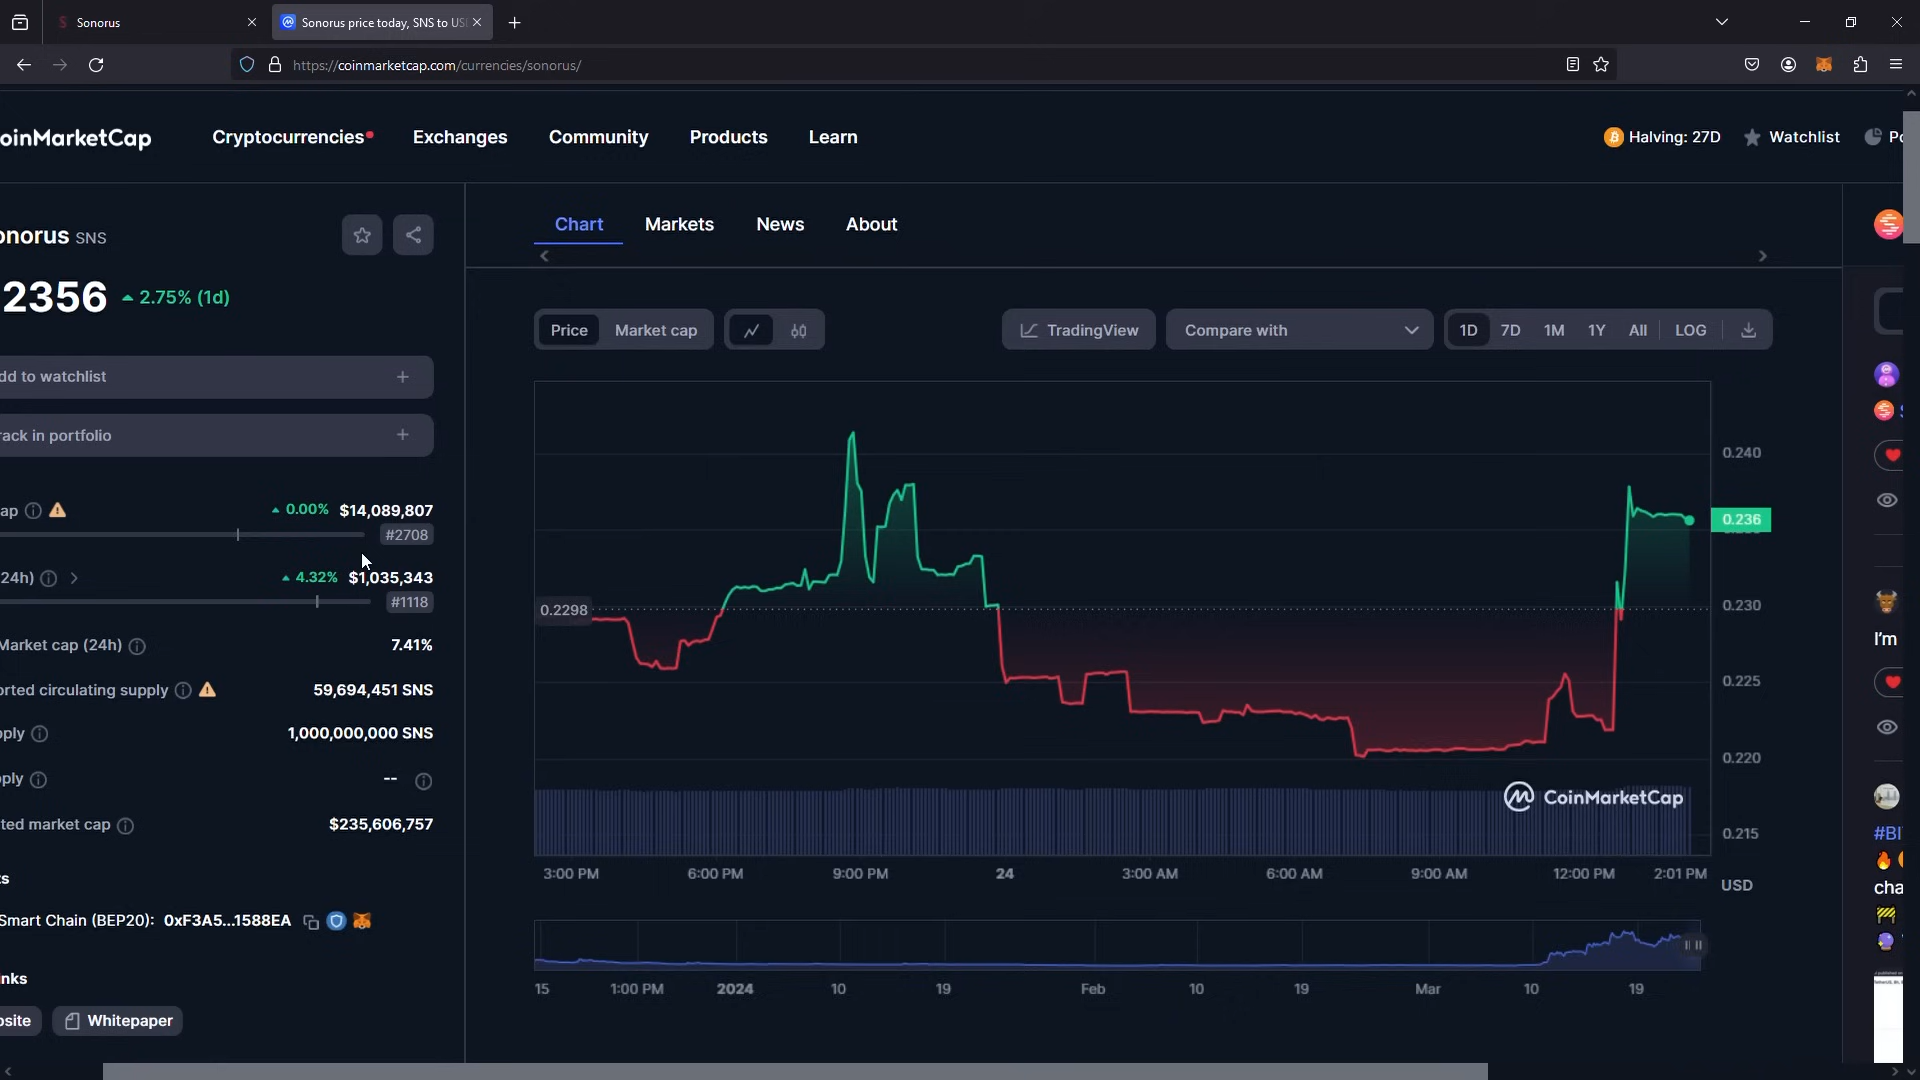 Sonorus
Sonorus price today, SNS to US
https://coinmarketcap.com/currencies/sonorus/
oinMarketCap
Cryptocurrencies
Exchanges
Community
Products
Learn
Halving: 27D
Watchlist
Po
onorus SNS
2356
2.75% (1d)
dd to watchlist
rack in portfolio
ap
0.00% $14,089,807
#2708
24h)
4.32% $1,035,343
#1118
Market cap (24h)
7.41%
orted circulating supply
59,694,451 SNS
pply
1,000,000,000 SNS
pply
--
ted market cap
$235,606,757
ts
Smart Chain (BEP20): 0xF3A5...1588EA
inks
bsite
Whitepaper
Chart
Markets
News
About
Price
Market cap
TradingView
Compare with
1D
7D
1M
1Y
All
LOG
0.2298
0.240
0.236
0.230
0.225
0.220
0.215
CoinMarketCap
3:00 PM
6:00 PM
9:00 PM
24
3:00 AM
6:00 AM
9:00 AM
12:00 PM
2:01 PM
USD
15
1:00 PM
2024
10
19
Feb
10
19
Mar
10
19
I'm
#BI
cha